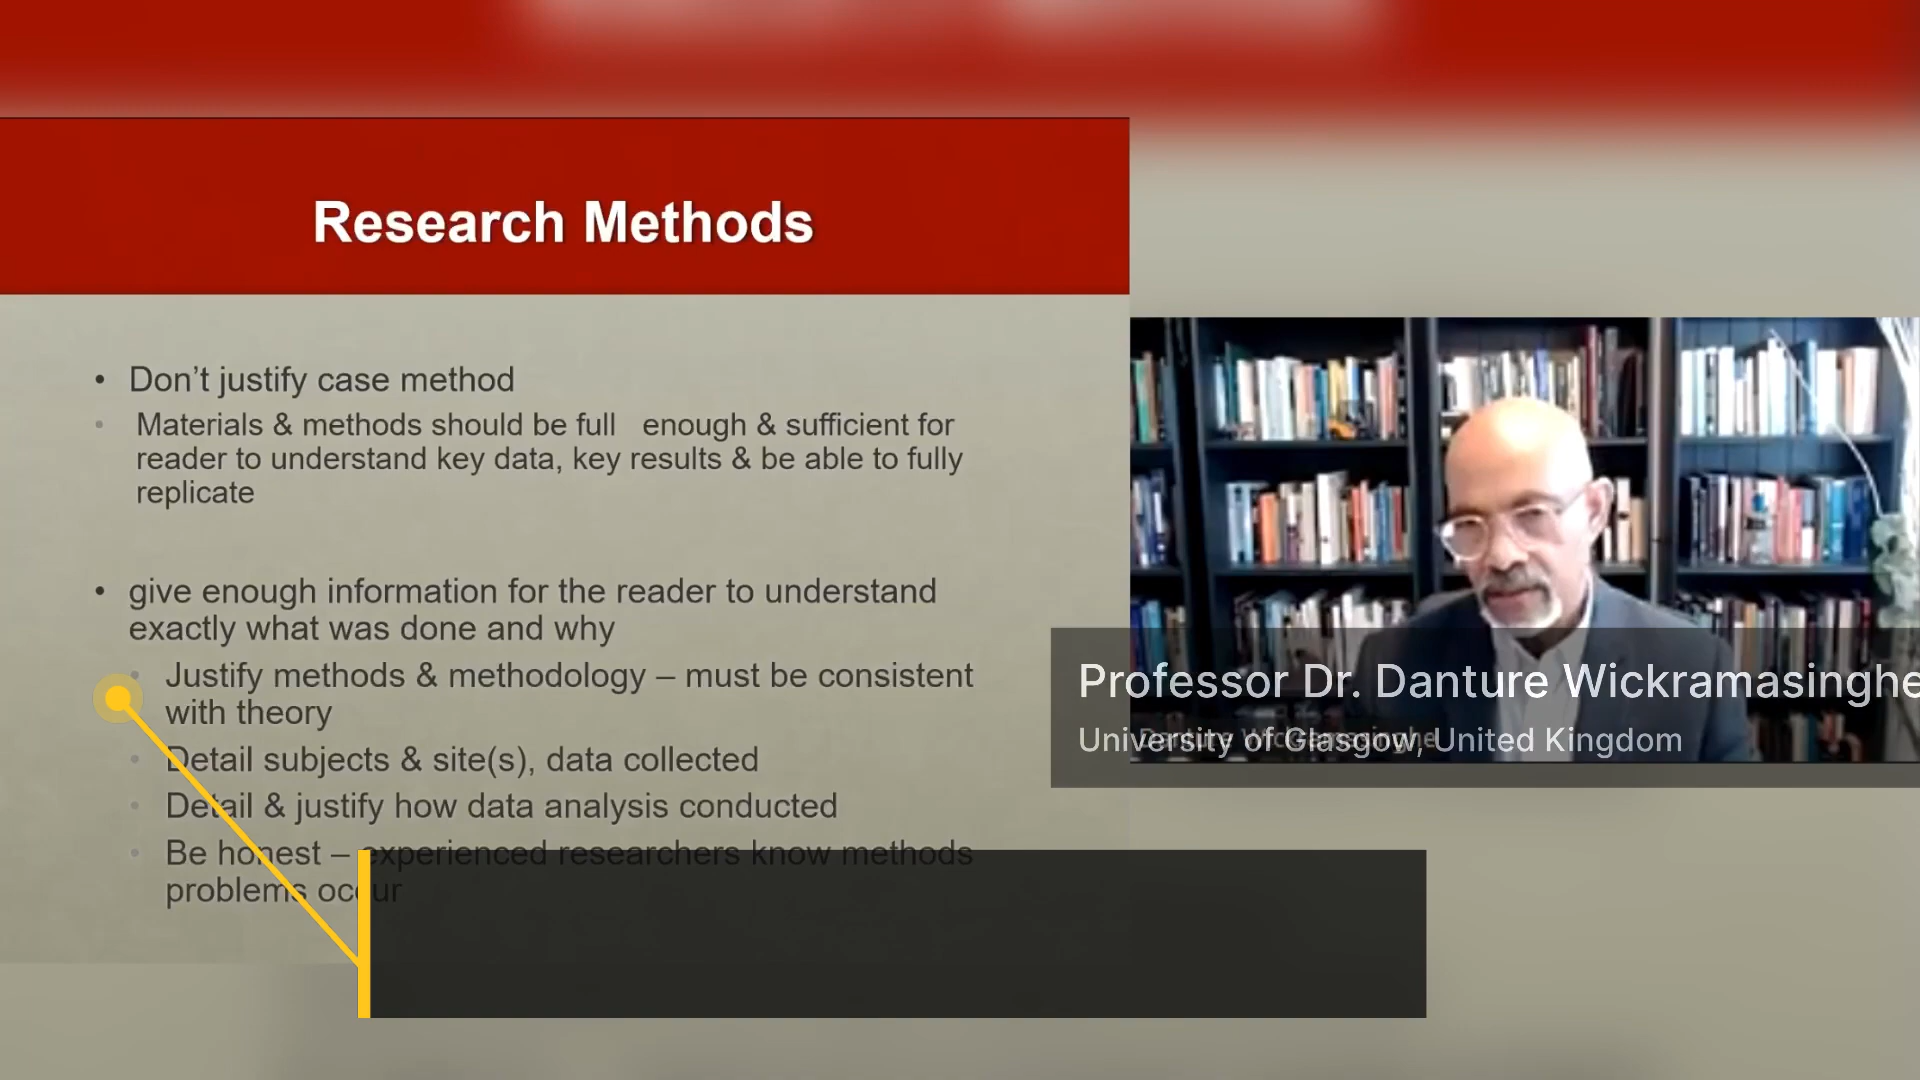 Research Methods
• Don’t justify case method
• Materials & methods should be full enough & sufficient for
reader to understand key data, key results & be able to fully
replicate
• give enough information for the reader to understand
exactly what was done and why
• Justify methods & methodology – must be consistent
with theory
• Detail subjects & site(s), data collected
• Detail & justify how data analysis conducted
• Be honest – experienced researchers know methods
problems occur
Professor Dr. Danture Wickramasinghe
University of Glasgow, United Kingdom
Danture Wickramasinghe